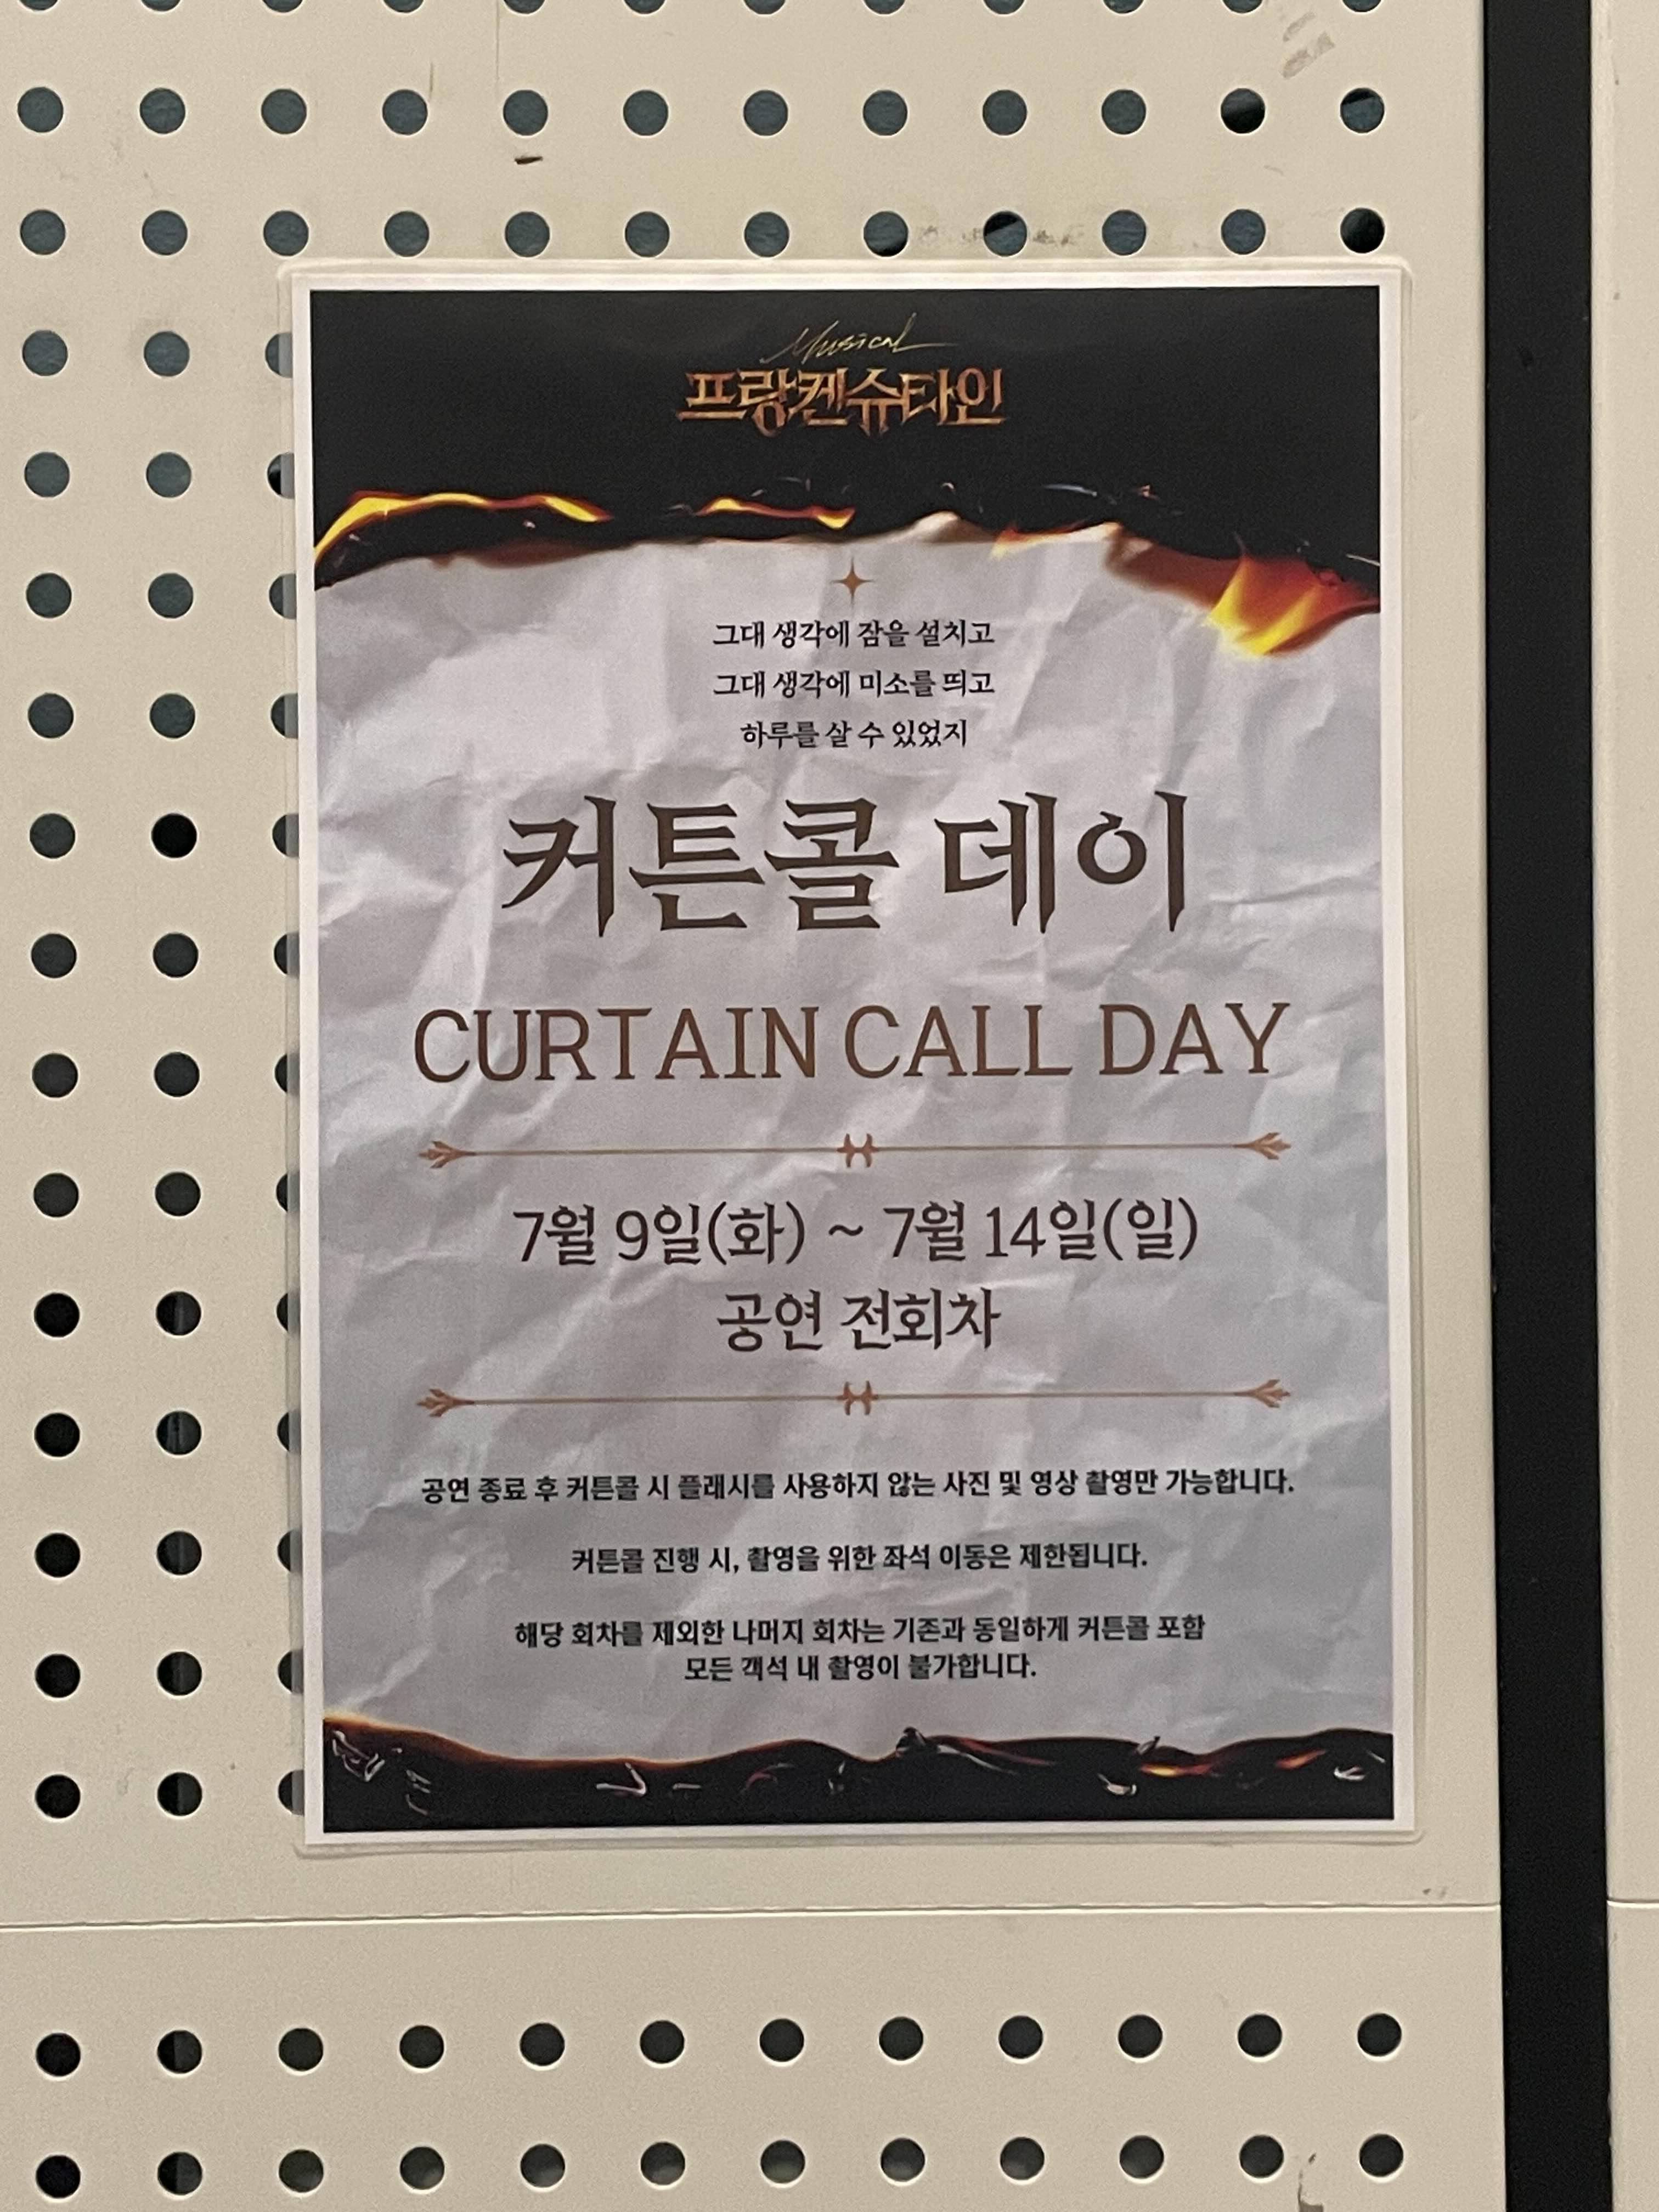 Musical
프랑켄슈타인
그대 생각에 잠을 설치고
그대 생각에 미소를 띄고
하루를 살 수 있었지
커튼콜 데이
CURTAIN CALL DAY
7월 9일(화) ~ 7월 14일(일)
공연 전회차
공연 종료 후 커튼콜 시 플래시를 사용하지 않는 사진 및 영상 촬영만 가능합니다.
커튼콜 진행 시, 촬영을 위한 좌석 이동은 제한됩니다.
해당 회차를 제외한 나머지 회차는 기존과 동일하게 커튼콜 포함
모든 객석 내 촬영이 불가합니다.